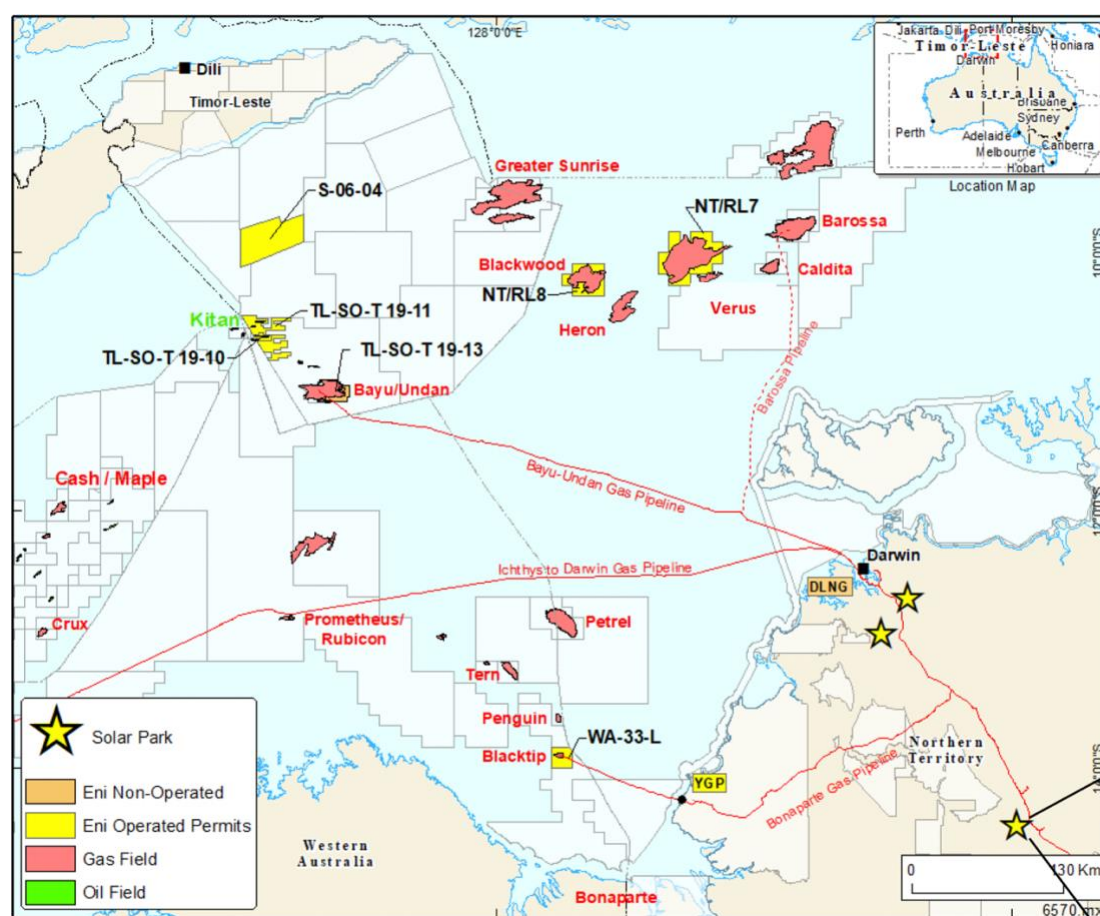 128°0'0"E
Jakarta Dili Port Moresby
Honiara
Timor-Leste
Darwin
Australia
Brisbane
Sydney
Perth
Adelaide
Canberra
Melbourne
Hobart
Location Map
Dili
Timor-Leste
Greater Sunrise
S-06-04
NT/RL7
Barossa
10°0'0"S
Blackwood
Caldita
NT/RL8
Verus
Heron
Kitan
TL-SO-T 19-11
TL-SO-T 19-10
TL-SO-T 19-13
Bayu/Undan
Barossa Pipeline
Cash / Maple
Bayu-Undan Gas Pipeline
Darwin
Ichthys to Darwin Gas Pipeline
DLNG
Crux
Prometheus/
Rubicon
Petrel
Tern
Penguin
Blacktip
WA-33-L
YGP
Bonaparte Gas Pipeline
Northern
Territory
Western
Australia
Bonaparte
Solar Park
Eni Non-Operated
Eni Operated Permits
Gas Field
Oil Field
0
130 Km
6570.mx